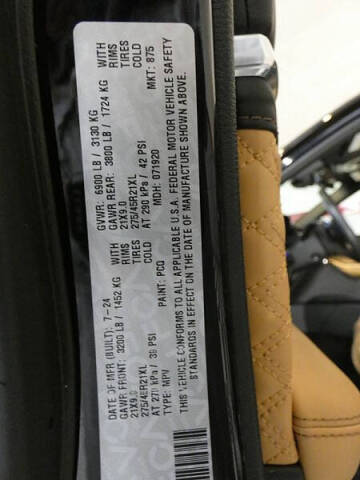 DATE OF MFR (BUILT): 7-24 GVWR: 6900 LB / 3130 KG
GAWR FRONT: 3200 LB / 1452 KG WITH GAWR REAR: 3800 LB / 1724 KG WITH
21X9.0 RIMS 21X9.0 RIMS
275/45R21XL TIRES 275/45R21XL TIRES
AT 270 kPa / 39 PSI COLD AT 290 kPa / 42 PSI COLD
TYPE: MPV PAINT: PCQ MDH: 071920 MKT: 875
THIS VEHICLE CONFORMS TO ALL APPLICABLE U.S.A. FEDERAL MOTOR VEHICLE SAFETY
STANDARDS IN EFFECT ON THE DATE OF MANUFACTURE SHOWN ABOVE.